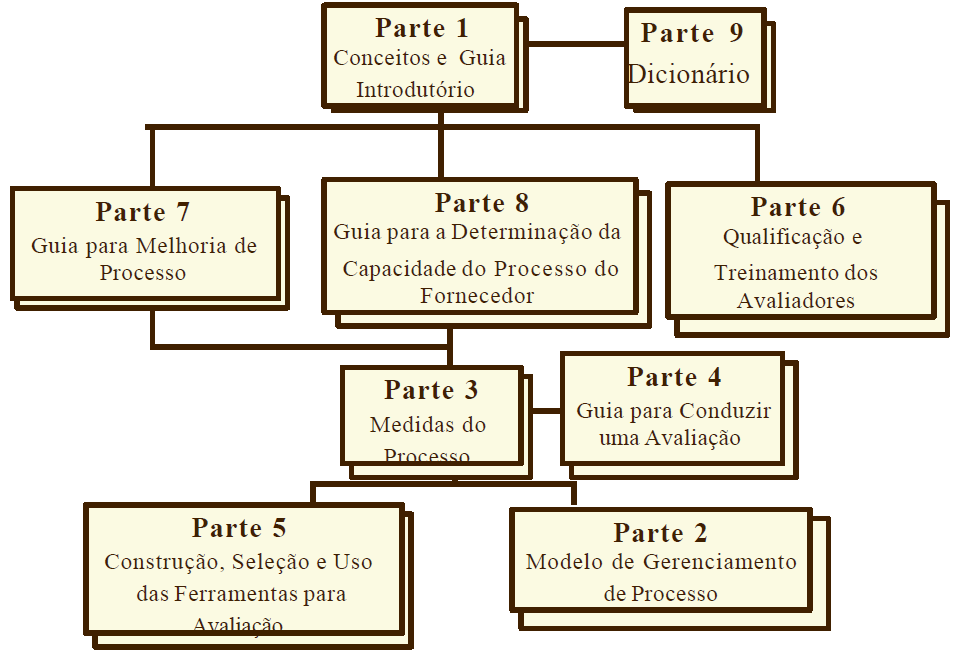 Parte 1
Conceitos e Guia
Introdutório
Parte 9
Dicionário
Parte 7
Guia para Melhoria de
Processo
Parte 8
Guia para a Determinação da
Capacidade do Processo do
Fornecedor
Parte 6
Qualificação e
Treinamento dos
Avaliadores
Parte 3
Medidas do
Processo
Parte 4
Guia para Conduzir
uma Avaliação
Parte 5
Construção, Seleção e Uso
das Ferramentas para
Avaliação
Parte 2
Modelo de Gerenciamento
de Processo